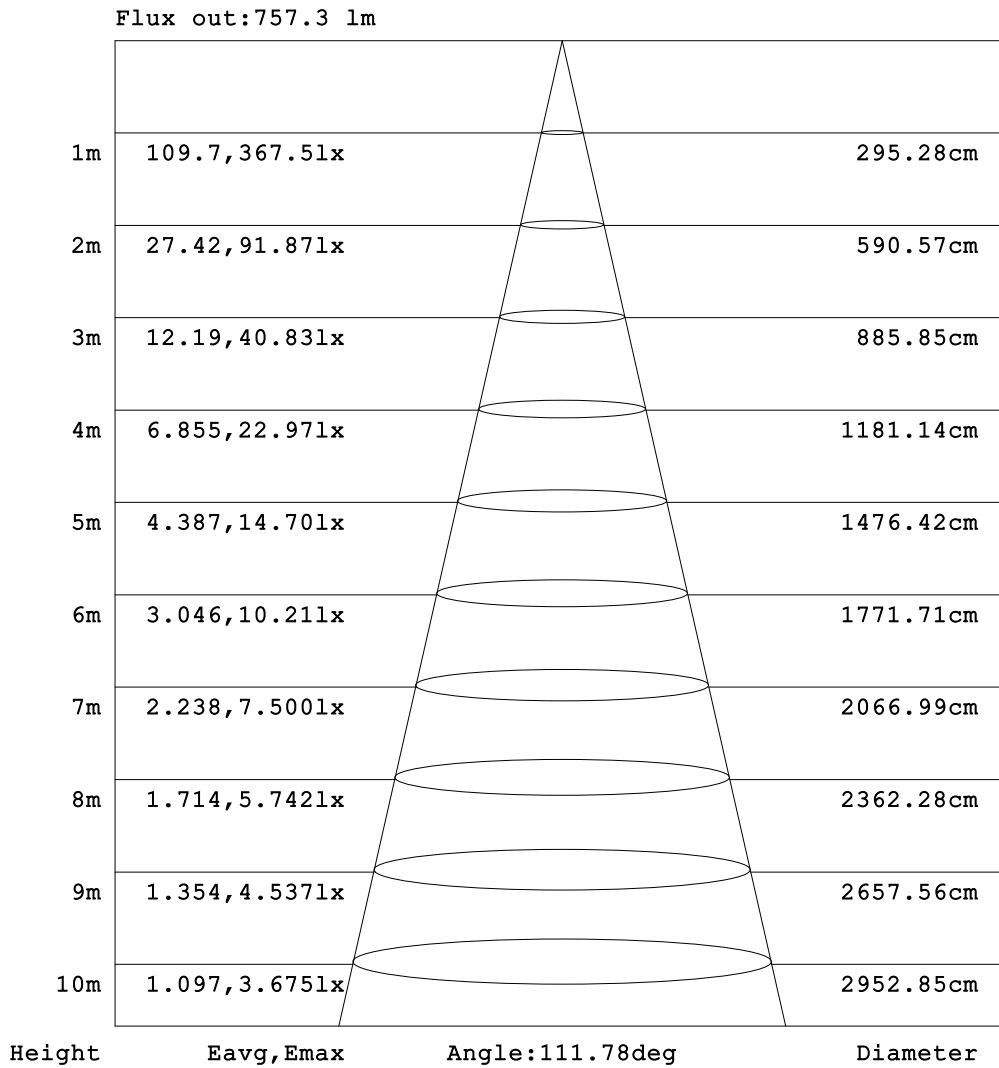 Flux out:757.3 lm
1m 109.7,367.5lx 295.28cm
2m 27.42,91.87lx 590.57cm
3m 12.19,40.83lx 885.85cm
4m 6.855,22.97lx 1181.14cm
5m 4.387,14.70lx 1476.42cm
6m 3.046,10.21lx 1771.71cm
7m 2.238,7.500lx 2066.99cm
8m 1.714,5.742lx 2362.28cm
9m 1.354,4.537lx 2657.56cm
10m 1.097,3.675lx 2952.85cm
Height Eavg,Emax Angle:111.78deg Diameter